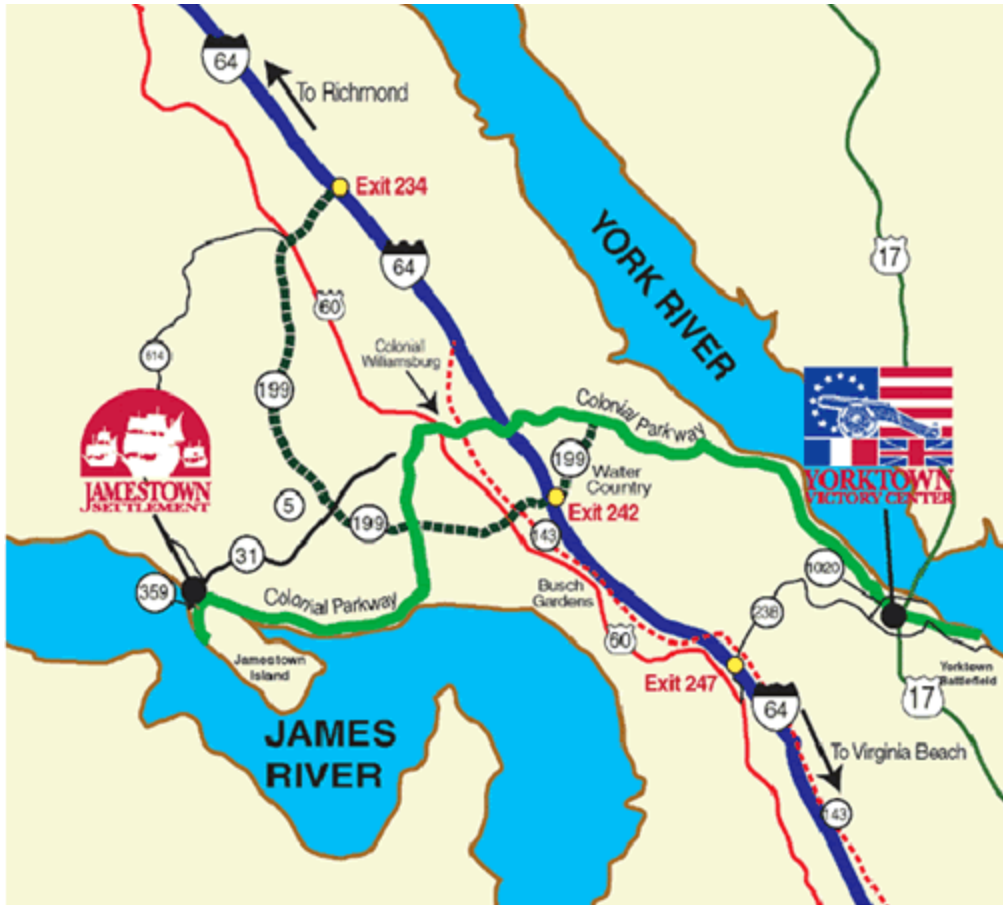 64
To Richmond
Exit 234
YORK RIVER
17
64
60
Colonial
Williamsburg
614
199
Colonial Parkway
YORKTOWN
VICTORY CENTER
JAMESTOWN
SETTLEMENT
199
Water
Country
5
199
Exit 242
143
31
1020
359
Colonial Parkway
Busch
Gardens
238
60
Jamestown
Island
Exit 247
Yorktown
Battlefield
64
17
JAMES
RIVER
To Virginia Beach
143